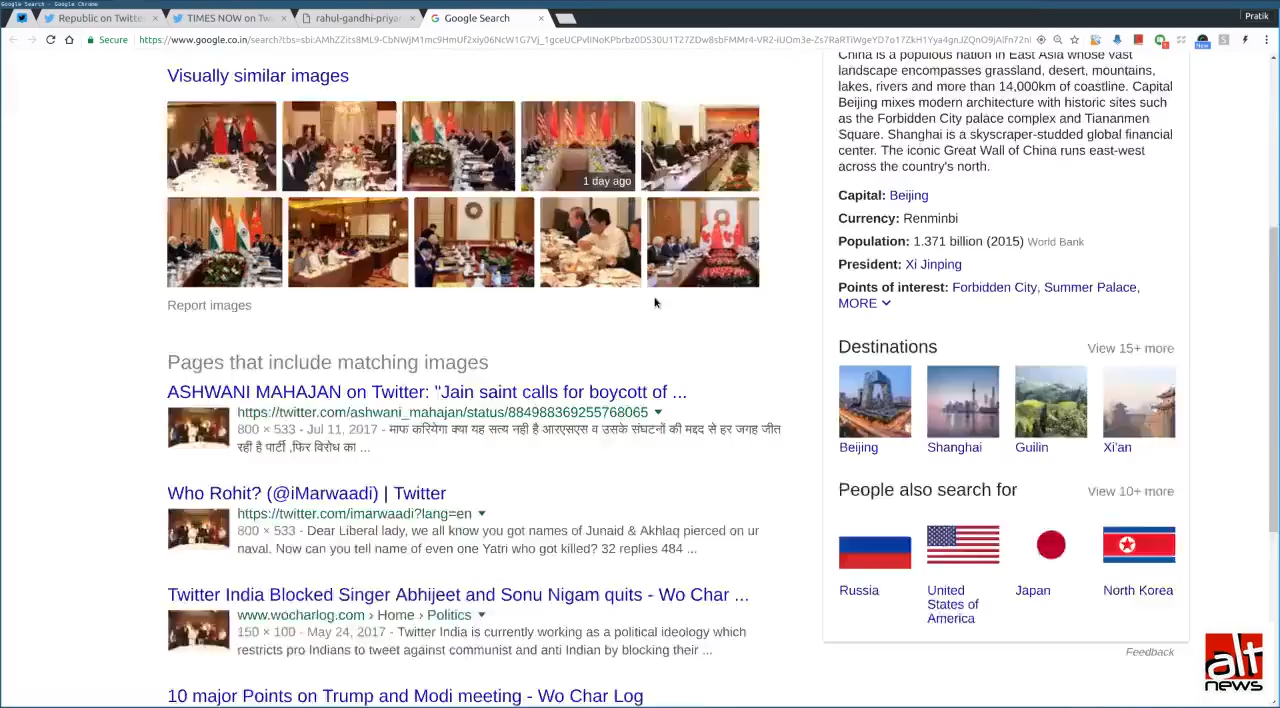 Google Search - Google Chrome
Republic on Twitte
TIMES NOW on Tw
rahul-gandhi-priyar
Google Search
Pratik
Secure
Visually similar images
1 day ago
Report images
Pages that include matching images
ASHWANI MAHAJAN on Twitter: "Jain saint calls for boycott of ...
https://twitter.com/ashwani_mahajan/status/884988369255768065
800 × 533 - Jul 11, 2017 - माफ करियेगा क्या यह सत्य नही है आरएसएस व उसके संघटनों की मद्दद से हर जगह जीत
रही है पार्टी ,फिर विरोध का ...
Who Rohit? (@iMarwaadi) | Twitter
https://twitter.com/imarwaadi?lang=en
800 × 533 - Dear Liberal lady, we all know you got names of Junaid & Akhlaq pierced on ur
naval. Now can you tell name of even one Yatri who got killed? 32 replies 484 ...
Twitter India Blocked Singer Abhijeet and Sonu Nigam quits - Wo Char ...
www.wocharlog.com › Home › Politics
150 × 100 - May 24, 2017 - Twitter India is currently working as a political ideology which
restricts pro Indians to tweet against communist and anti Indian by blocking their ...
10 major Points on Trump and Modi meeting - Wo Char Log
China is a populous nation in East Asia whose vast
landscape encompasses grassland, desert, mountains,
lakes, rivers and more than 14,000km of coastline. Capital
Beijing mixes modern architecture with historic sites such
as the Forbidden City palace complex and Tiananmen
Square. Shanghai is a skyscraper-studded global financial
center. The iconic Great Wall of China runs east-west
across the country's north.
Capital: Beijing
Currency: Renminbi
Population: 1.371 billion (2015) World Bank
President: Xi Jinping
Points of interest: Forbidden City, Summer Palace,
MORE
Destinations
View 15+ more
Beijing
Shanghai
Guilin
Xi'an
People also search for
View 10+ more
Russia
United
States of
America
Japan
North Korea
Feedback
alt
news